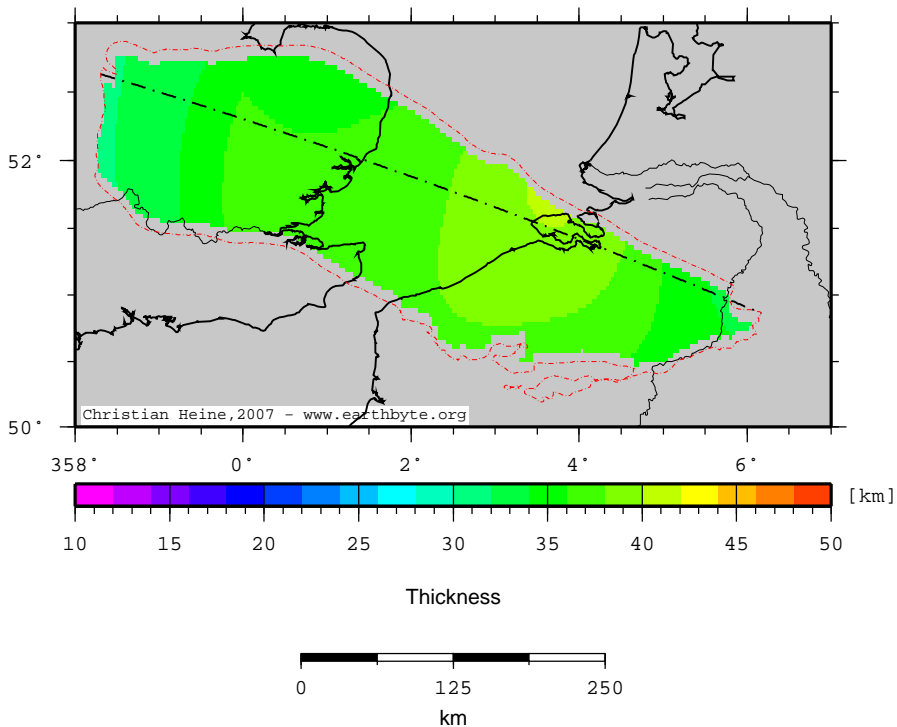 52°
50°
Christian Heine,2007 - www.earthbyte.org
358° 0° 2° 4° 6°
[km]
10 15 20 25 30 35 40 45 50
Thickness
0 125 250
km